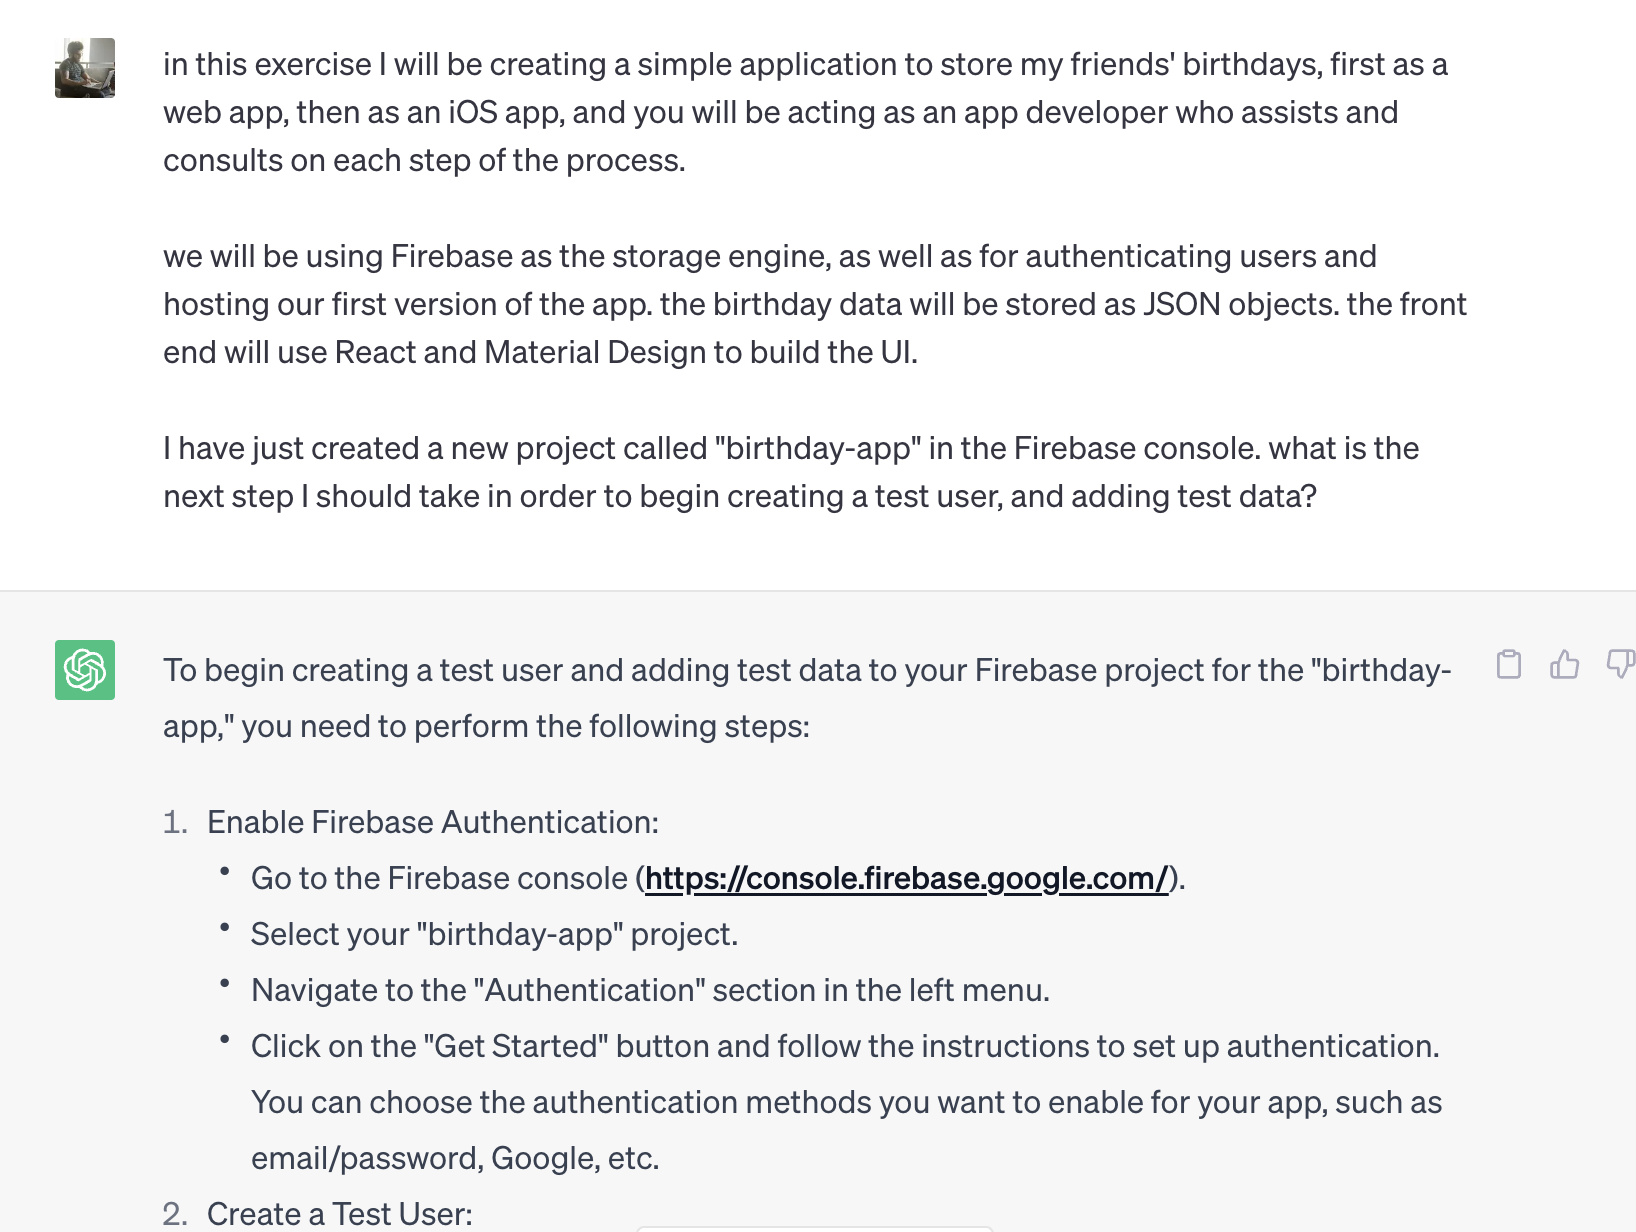 in this exercise I will be creating a simple application to store my friends' birthdays, first as a
web app, then as an iOS app, and you will be acting as an app developer who assists and
consults on each step of the process.
we will be using Firebase as the storage engine, as well as for authenticating users and
hosting our first version of the app. the birthday data will be stored as JSON objects. the front
end will use React and Material Design to build the UI.
I have just created a new project called "birthday-app" in the Firebase console. what is the
next step I should take in order to begin creating a test user, and adding test data?
To begin creating a test user and adding test data to your Firebase project for the "birthday-
app," you need to perform the following steps:
1. Enable Firebase Authentication:
• Go to the Firebase console (https://console.firebase.google.com/).
• Select your "birthday-app" project.
• Navigate to the "Authentication" section in the left menu.
• Click on the "Get Started" button and follow the instructions to set up authentication.
You can choose the authentication methods you want to enable for your app, such as
email/password, Google, etc.
2. Create a Test User: